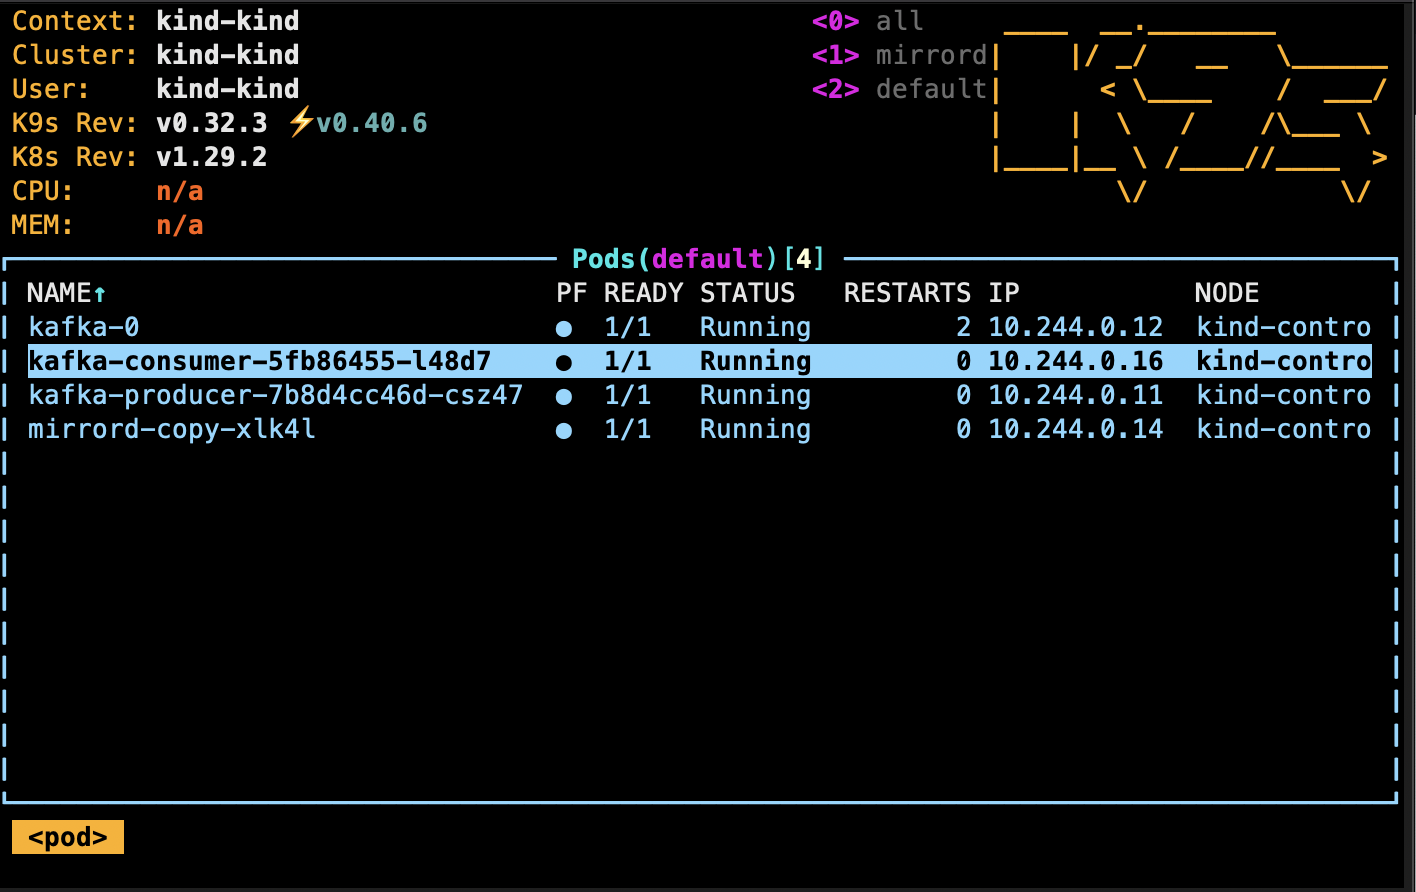 Context: kind-kind <0> all
Cluster: kind-kind <1> mirrord
User: kind-kind <2> default
K9s Rev: v0.32.3 ⚡v0.40.6
K8s Rev: v1.29.2
CPU: n/a
MEM: n/a
Pods(default)[4]
NAME↑ PF READY STATUS RESTARTS IP NODE
kafka-0 ● 1/1 Running 2 10.244.0.12 kind-contro
kafka-consumer-5fb86455-l48d7 ● 1/1 Running 0 10.244.0.16 kind-contro
kafka-producer-7b8d4cc46d-csz47 ● 1/1 Running 0 10.244.0.11 kind-contro
mirrord-copy-xlk4l ● 1/1 Running 0 10.244.0.14 kind-contro
<pod>